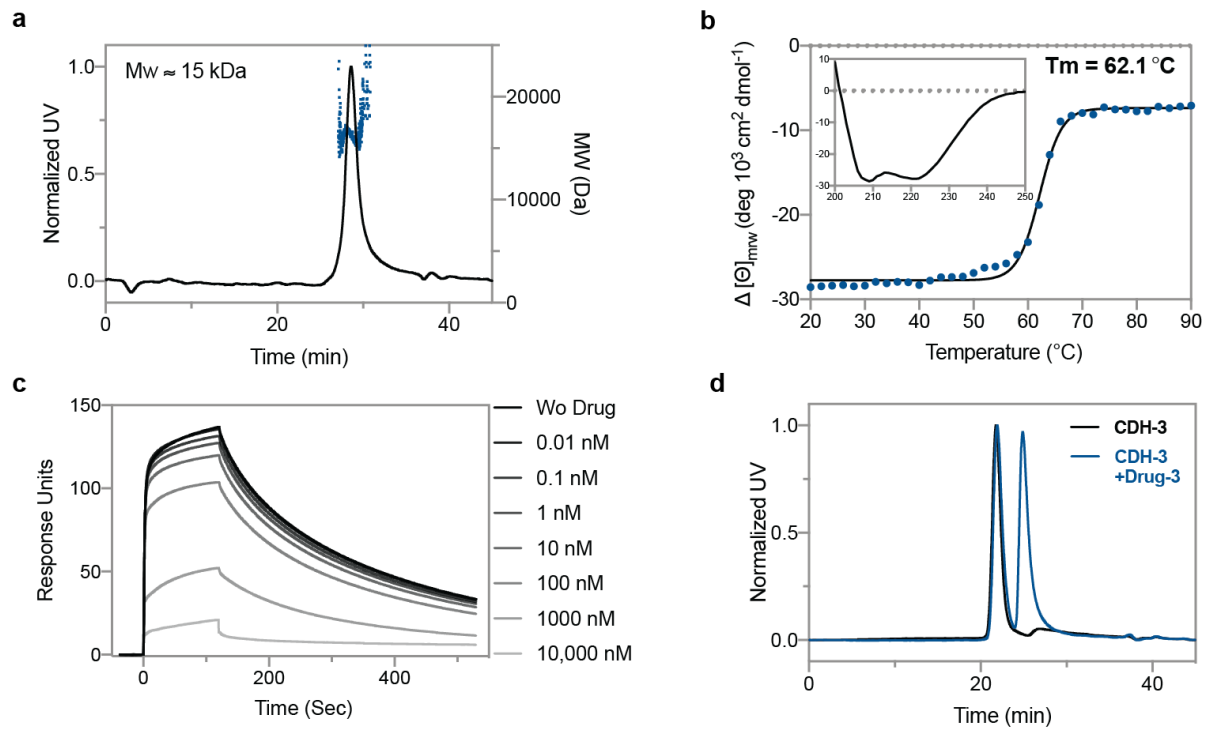 a
Mw ≈ 15 kDa
1.0
0.5
0.0
Normalized UV
20000
10000
0
MW (Da)
0
20
40
Time (min)
b
Tm = 62.1 °C
0
-10
-20
-30
Δ [Θ]mrw (deg 10³ cm² dmol⁻¹)
10
0
-10
-20
-30
200
210
220
230
240
250
20
30
40
50
60
70
80
90
Temperature (°C)
c
150
100
50
0
Response Units
0
200
400
Time (Sec)
Wo Drug
0.01 nM
0.1 nM
1 nM
10 nM
100 nM
1000 nM
10,000 nM
d
1.0
0.5
0.0
Normalized UV
CDH-3
CDH-3
+Drug-3
0
20
40
Time (min)